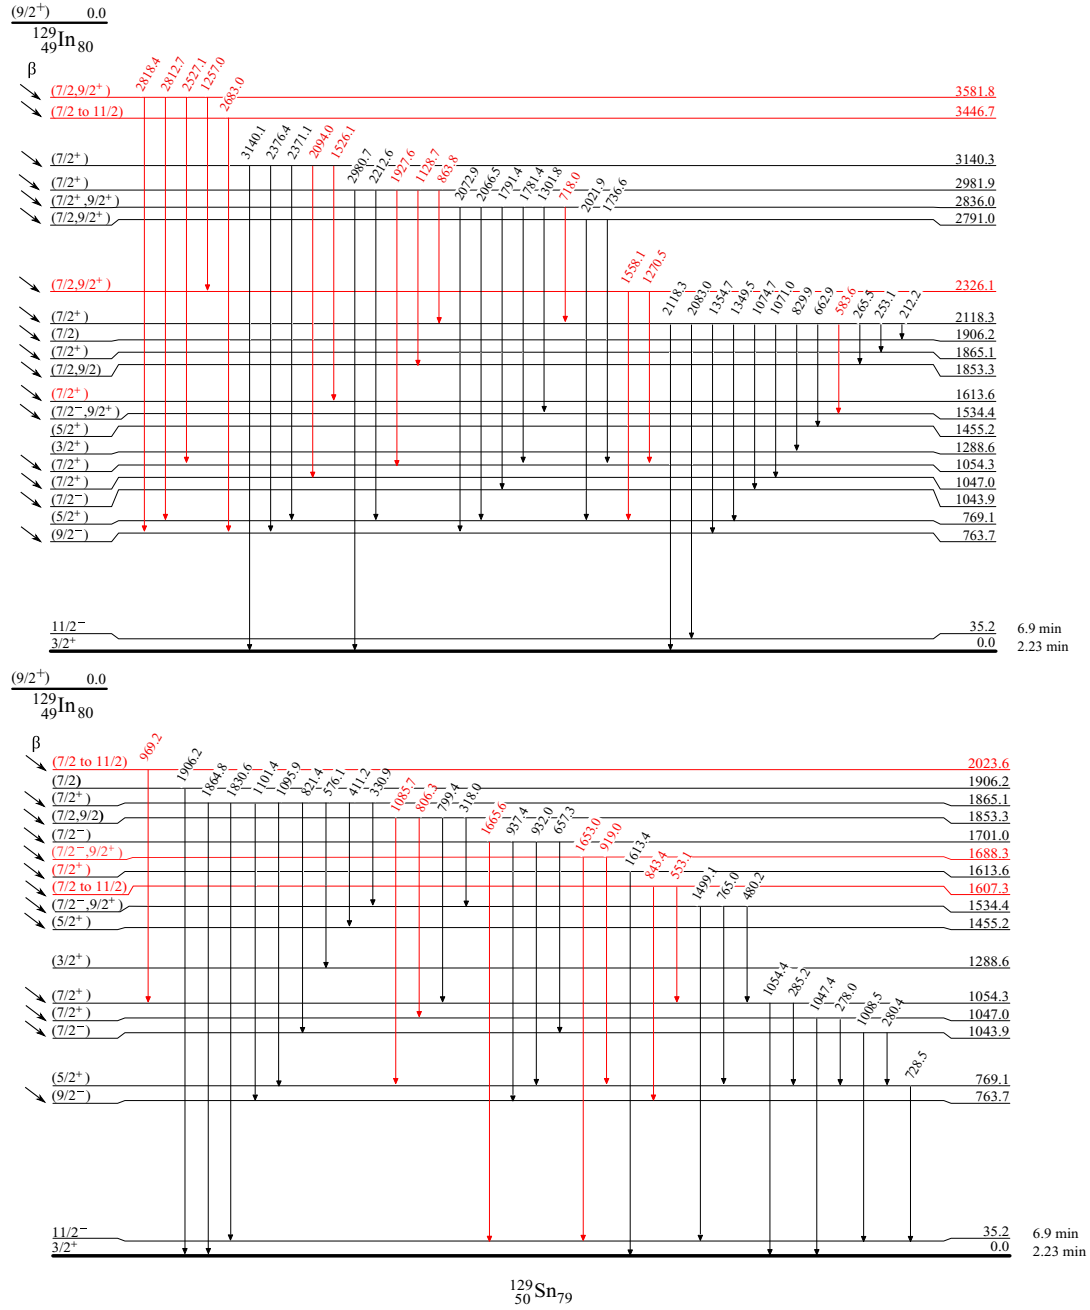 (9/2⁺) 0.0
¹²⁹₄₉In₈₀
β
2818.4 2812.7 2527.1 1257.0 2683.0
(7/2,9/2⁺) 3581.8
(7/2 to 11/2) 3446.7
3140.1 2376.4 2371.1 2094.0 1526.1 2980.7 2212.6 1927.6 1128.7 863.8 2072.9 2066.5 1791.4 1781.4 1301.8 718.0 2021.9 1736.6
(7/2⁺) 3140.3
(7/2⁺) 2981.9
(7/2⁺,9/2⁺) 2836.0
(7/2,9/2⁺) 2791.0
1558.1 1270.5
(7/2,9/2⁺) 2326.1
2118.3 2083.0 1354.7 1349.5 1074.7 1071.0 829.9 662.9 583.6 265.5 253.1 212.2
(7/2⁺) 2118.3
(7/2) 1906.2
(7/2⁺) 1865.1
(7/2,9/2) 1853.3
(7/2⁺) 1613.6
(7/2⁻,9/2⁺) 1534.4
(5/2⁺) 1455.2
(3/2⁺) 1288.6
(7/2⁺) 1054.3
(7/2⁺) 1047.0
(7/2⁻) 1043.9
(5/2⁺) 769.1
(9/2⁻) 763.7
11/2⁻ 35.2 6.9 min
3/2⁺ 0.0 2.23 min
(9/2⁺) 0.0
¹²⁹₄₉In₈₀
β
969.2
(7/2 to 11/2) 2023.6
1906.2 1864.8 1830.6 1101.4 1095.9 821.4 576.1 411.2 330.9 1085.7 806.3 799.4 318.0
(7/2) 1906.2
(7/2⁺) 1865.1
(7/2,9/2) 1853.3
1665.6 937.4 932.0 657.3 1653.0 919.0
(7/2⁻) 1701.0
(7/2⁻,9/2⁺) 1688.3
1613.4 843.4 553.1
(7/2⁺) 1613.6
(7/2 to 11/2) 1607.3
1499.1 765.0 480.2
(7/2⁻,9/2⁺) 1534.4
(5/2⁺) 1455.2
(3/2⁺) 1288.6
1054.4 285.2 1047.4 278.0 1008.5 280.4
(7/2⁺) 1054.3
(7/2⁺) 1047.0
(7/2⁻) 1043.9
728.5
(5/2⁺) 769.1
(9/2⁻) 763.7
11/2⁻ 35.2 6.9 min
3/2⁺ 0.0 2.23 min
¹²⁹₅₀Sn₇₉